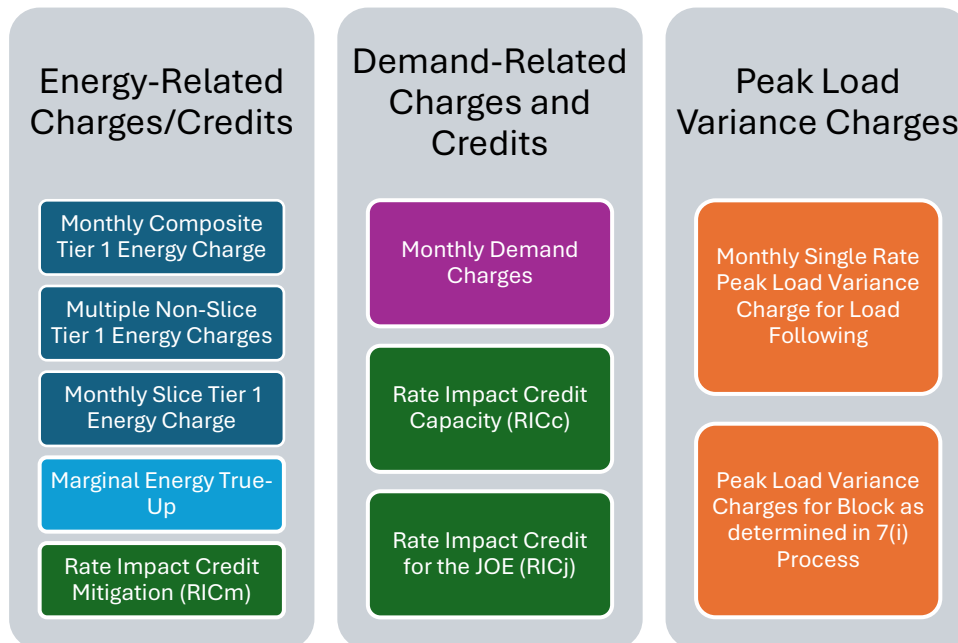 Energy-Related
Charges/Credits
Monthly Composite
Tier 1 Energy Charge
Multiple Non-Slice
Tier 1 Energy Charges
Monthly Slice Tier 1
Energy Charge
Marginal Energy True-
Up
Rate Impact Credit
Mitigation (RICm)
Demand-Related
Charges and
Credits
Monthly Demand
Charges
Rate Impact Credit
Capacity (RICc)
Rate Impact Credit
for the JOE (RICj)
Peak Load
Variance Charges
Monthly Single Rate
Peak Load Variance
Charge for Load
Following
Peak Load Variance
Charges for Block as
determined in 7(i)
Process